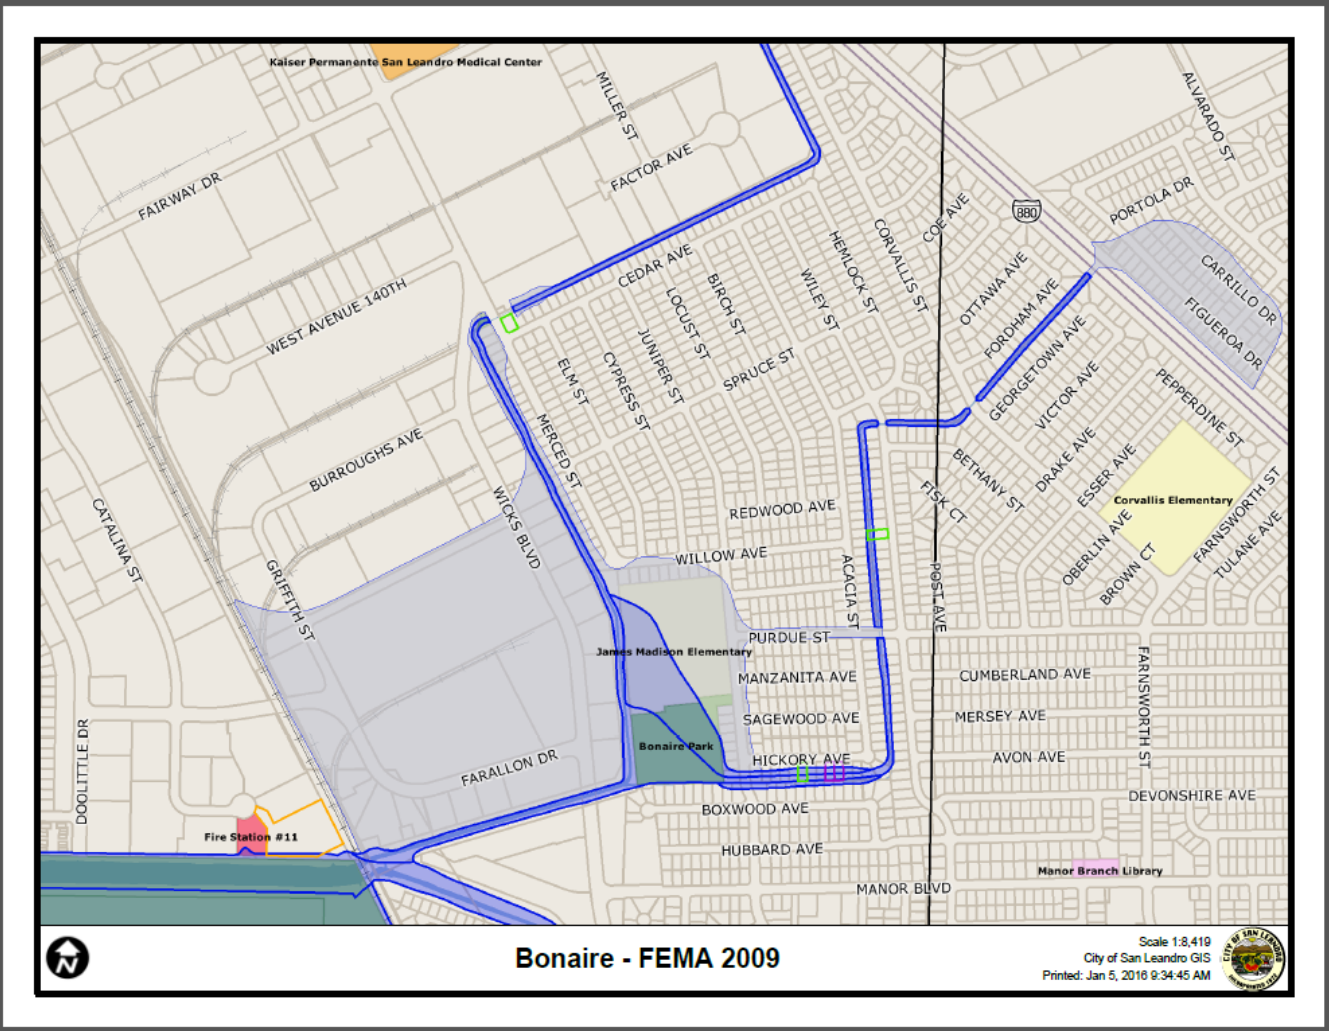 Kaiser Permanente San Leandro Medical Center
MILLER ST
ALVARADO ST
FACTOR AVE
FAIRWAY DR
PORTOLA DR
880
COE AVE
CORVALLIS ST
HEMLOCK ST
CEDAR AVE
CARRILLO DR
OTTAWA AVE
WILEY ST
BIRCH ST
LOCUST ST
FORDHAM AVE
WEST AVENUE 140TH
FIGUEROA DR
GEORGETOWN AVE
JUNIPER ST
SPRUCE ST
ELM ST
CYPRESS ST
VICTOR AVE
PEPPERDINE ST
MERCED ST
BURROUGHS AVE
DRAKE AVE
ESSER AVE
BETHANY ST
FISK CT
Corvallis Elementary
FARNSWORTH ST
REDWOOD AVE
WICKS BLVD
CATALINA ST
OBERLIN AVE
TULANE AVE
WILLOW AVE
BROWN CT
ACACIA ST
POST AVE
GRIFFITH ST
PURDUE ST
James Madison Elementary
MANZANITA AVE
CUMBERLAND AVE
FARNSWORTH ST
SAGEWOOD AVE
MERSEY AVE
Bonaire Park
HICKORY AVE
AVON AVE
FARALLON DR
DOOLITTLE DR
DEVONSHIRE AVE
BOXWOOD AVE
Fire Station #11
HUBBARD AVE
Manor Branch Library
MANOR BLVD
N
Bonaire - FEMA 2009
Scale 1:8,419
City of San Leandro GIS
Printed: Jan 5, 2016 9:34:45 AM
CITY OF SAN LEANDRO